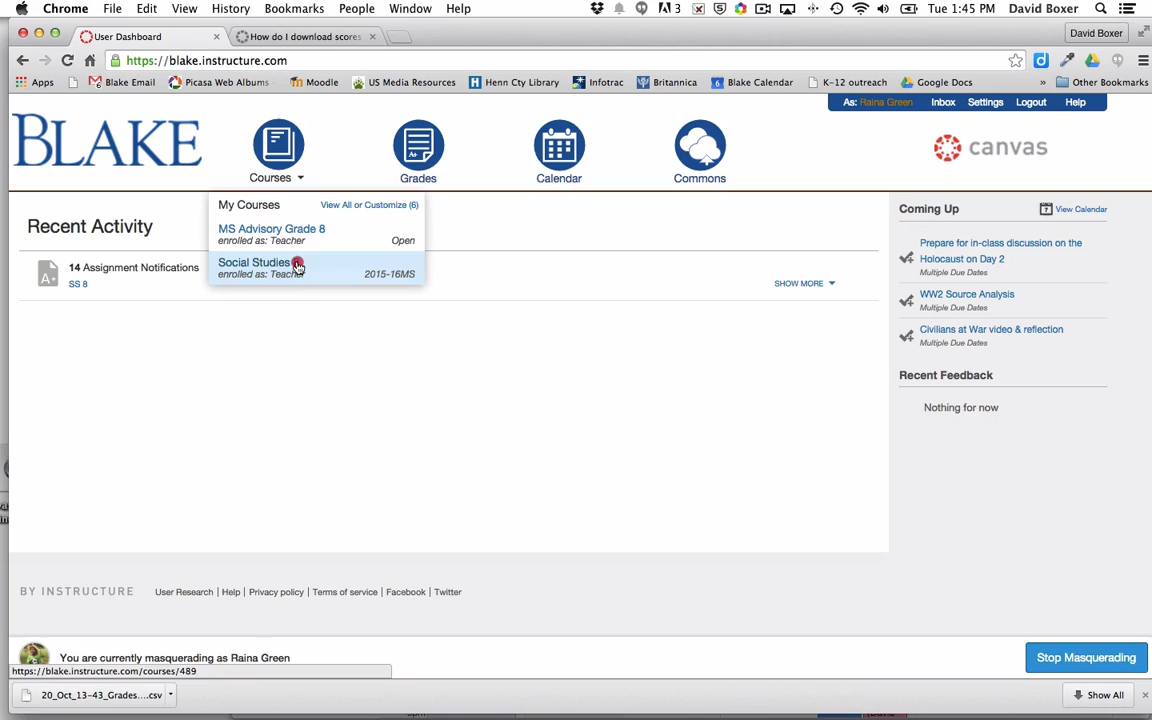 Chrome File Edit View History Bookmarks People Window Help 3 Tue 1:45 PM David Boxer
User Dashboard × How do I download scores × David Boxer
https://blake.instructure.com
Apps Blake Email Picasa Web Albums Moodle US Media Resources Henn Cty Library Infotrac Britannica 6 Blake Calendar K-12 outreach Google Docs » Other Bookmarks
As: Raina Green Inbox Settings Logout Help
BLAKE
Courses Grades Calendar Commons
canvas
My Courses View All or Customize (6)
MS Advisory Grade 8
enrolled as: Teacher Open
Social Studies
enrolled as: Teacher 2015-16MS
Recent Activity
14 Assignment Notifications
SS 8
SHOW MORE
Coming Up View Calendar
Prepare for in-class discussion on the
Holocaust on Day 2
Multiple Due Dates
WW2 Source Analysis
Multiple Due Dates
Civilians at War video & reflection
Multiple Due Dates
Recent Feedback
Nothing for now
BY INSTRUCTURE User Research | Help | Privacy policy | Terms of service | Facebook | Twitter
You are currently masquerading as Raina Green
Stop Masquerading
https://blake.instructure.com/courses/489
20_Oct_13-43_Grades....csv
Show All ×